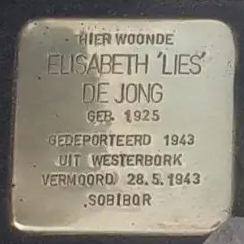 HIER WOONDE
ELISABETH 'LIES'
DE JONG
GEB. 1925
GEDEPORTEERD 1943
UIT WESTERBORK
VERMOORD 28.5.1943
SOBIBOR